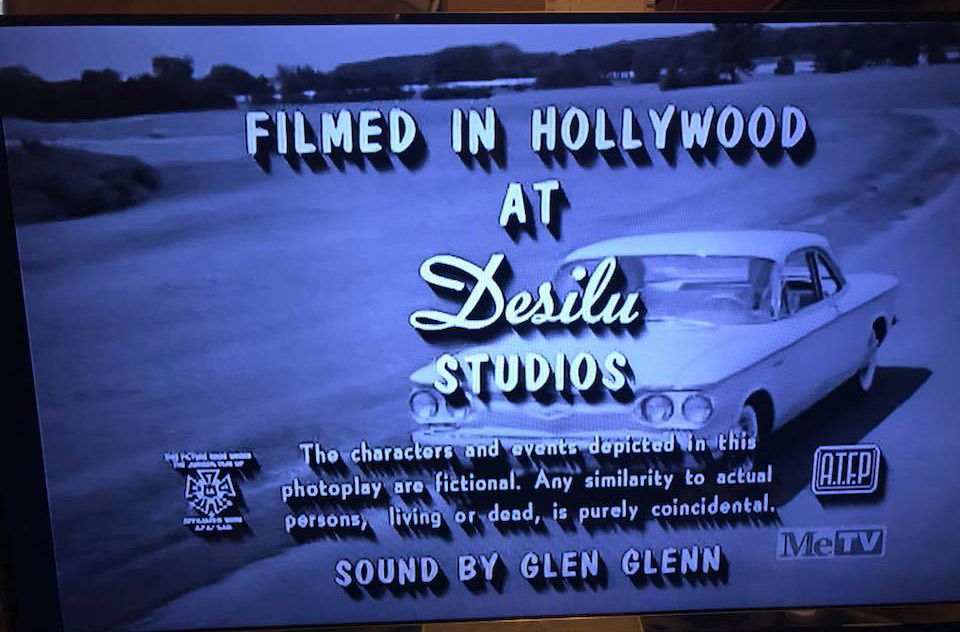 FILMED IN HOLLYWOOD
AT
Desilu
STUDIOS
The characters and events depicted in this
photoplay are fictional. Any similarity to actual
persons, living or dead, is purely coincidental.
A.T.F.P
MeTV
SOUND BY GLEN GLENN